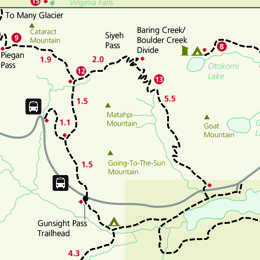 15
Virginia Falls
To Many Glacier
Cataract
Mountain
9
Siyeh
Pass
Baring Creek/
Boulder Creek
Divide
8
Piegan
Pass
1.9
12
2.0
13
Otokomi
Lake
1.5
5.5
Matahpi
Mountain
1.1
Goat
Mountain
1.5
Going-To-The-Sun
Mountain
Gunsight Pass
Trailhead
4.3